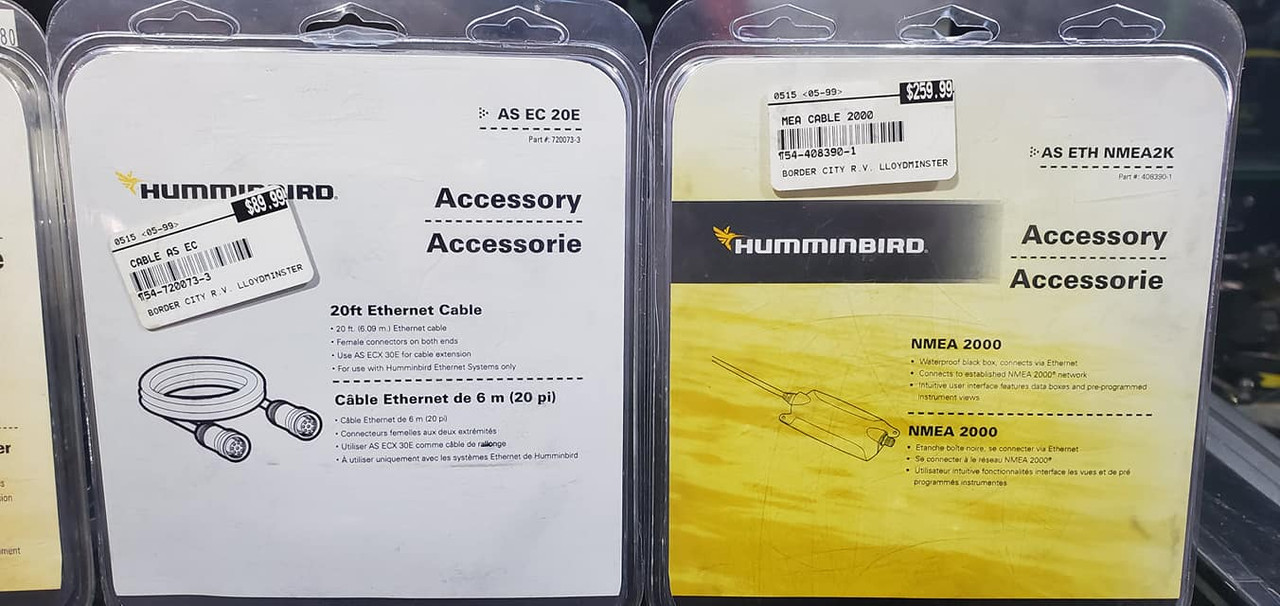 80
er
ment
AS EC 20E
Part #: 720073-3
HUMMINBIRD.
$89.99
0515 <05-99>
CABLE AS EC
T54-720073-3
BORDER CITY R.V. LLOYDMINSTER
Accessory
Accessorie
20ft Ethernet Cable
• 20 ft. (6.09 m.) Ethernet cable
• Female connectors on both ends
• Use AS ECX 30E for cable extension
• For use with Humminbird Ethernet Systems only
Câble Ethernet de 6 m (20 pi)
• Câble Ethernet de 6 m (20 pi)
• Connecteurs femelles aux deux extrémités
• Utiliser AS ECX 30E comme câble de rallonge
• À utiliser uniquement avec les systèmes Ethernet de Humminbird
0515 <05-99> $259.99
MEA CABLE 2000
T54-408390-1
BORDER CITY R.V. LLOYDMINSTER
AS ETH NMEA2K
Part #: 408390-1
HUMMINBIRD.
Accessory
Accessorie
NMEA 2000
• Waterproof black box, connects via Ethernet
• Connects to established NMEA 2000® network
• Intuitive user interface features data boxes and pre-programmed
instrument views
NMEA 2000
• Etanche boîte noire, se connecter via Ethernet
• Se connecter à le réseau NMEA 2000®
• Utilisateur intuitive fonctionnalités interface les vues et de pré
programmés instrumentes